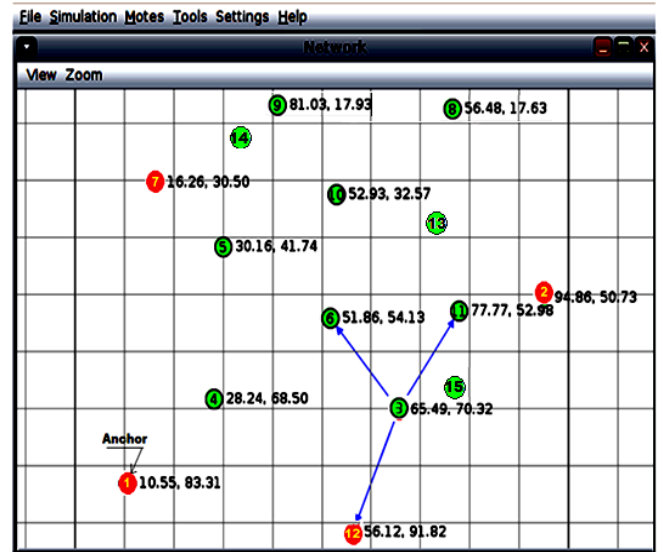 File Simulation Motes Tools Settings Help
Network
View Zoom
9 81.03, 17.93
8 56.48, 17.63
14
7 16.26, 30.50
10 52.93, 32.57
13
5 30.16, 41.74
2 94.86, 50.73
6 51.86, 54.13
11 77.77, 52.98
15
4 28.24, 68.50
3 65.49, 70.32
Anchor
1 10.55, 83.31
12 56.12, 91.82